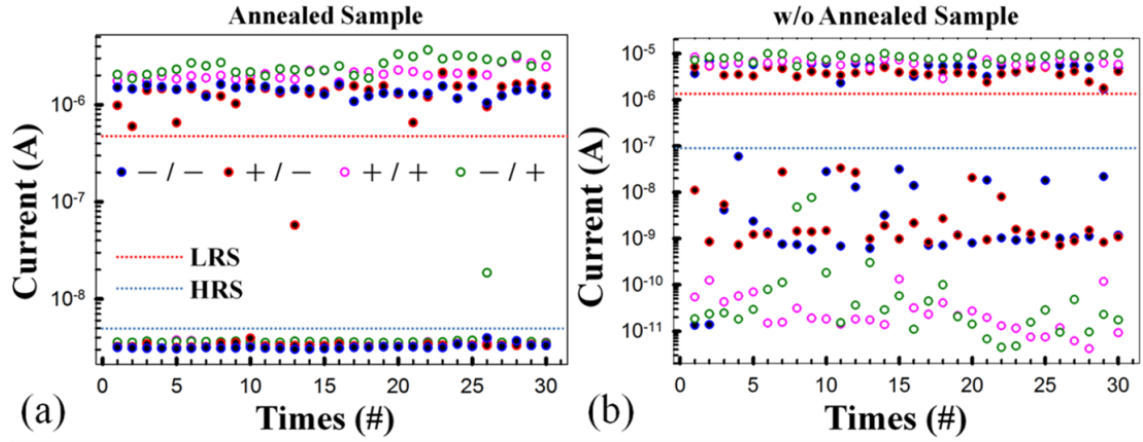 (a)
Annealed Sample
Current (A)
10⁻⁶
10⁻⁷
10⁻⁸
− / − + / − + / + − / +
LRS
HRS
0 5 10 15 20 25 30
Times (#)
(b)
w/o Annealed Sample
Current (A)
10⁻⁵
10⁻⁶
10⁻⁷
10⁻⁸
10⁻⁹
10⁻¹⁰
10⁻¹¹
0 5 10 15 20 25 30
Times (#)